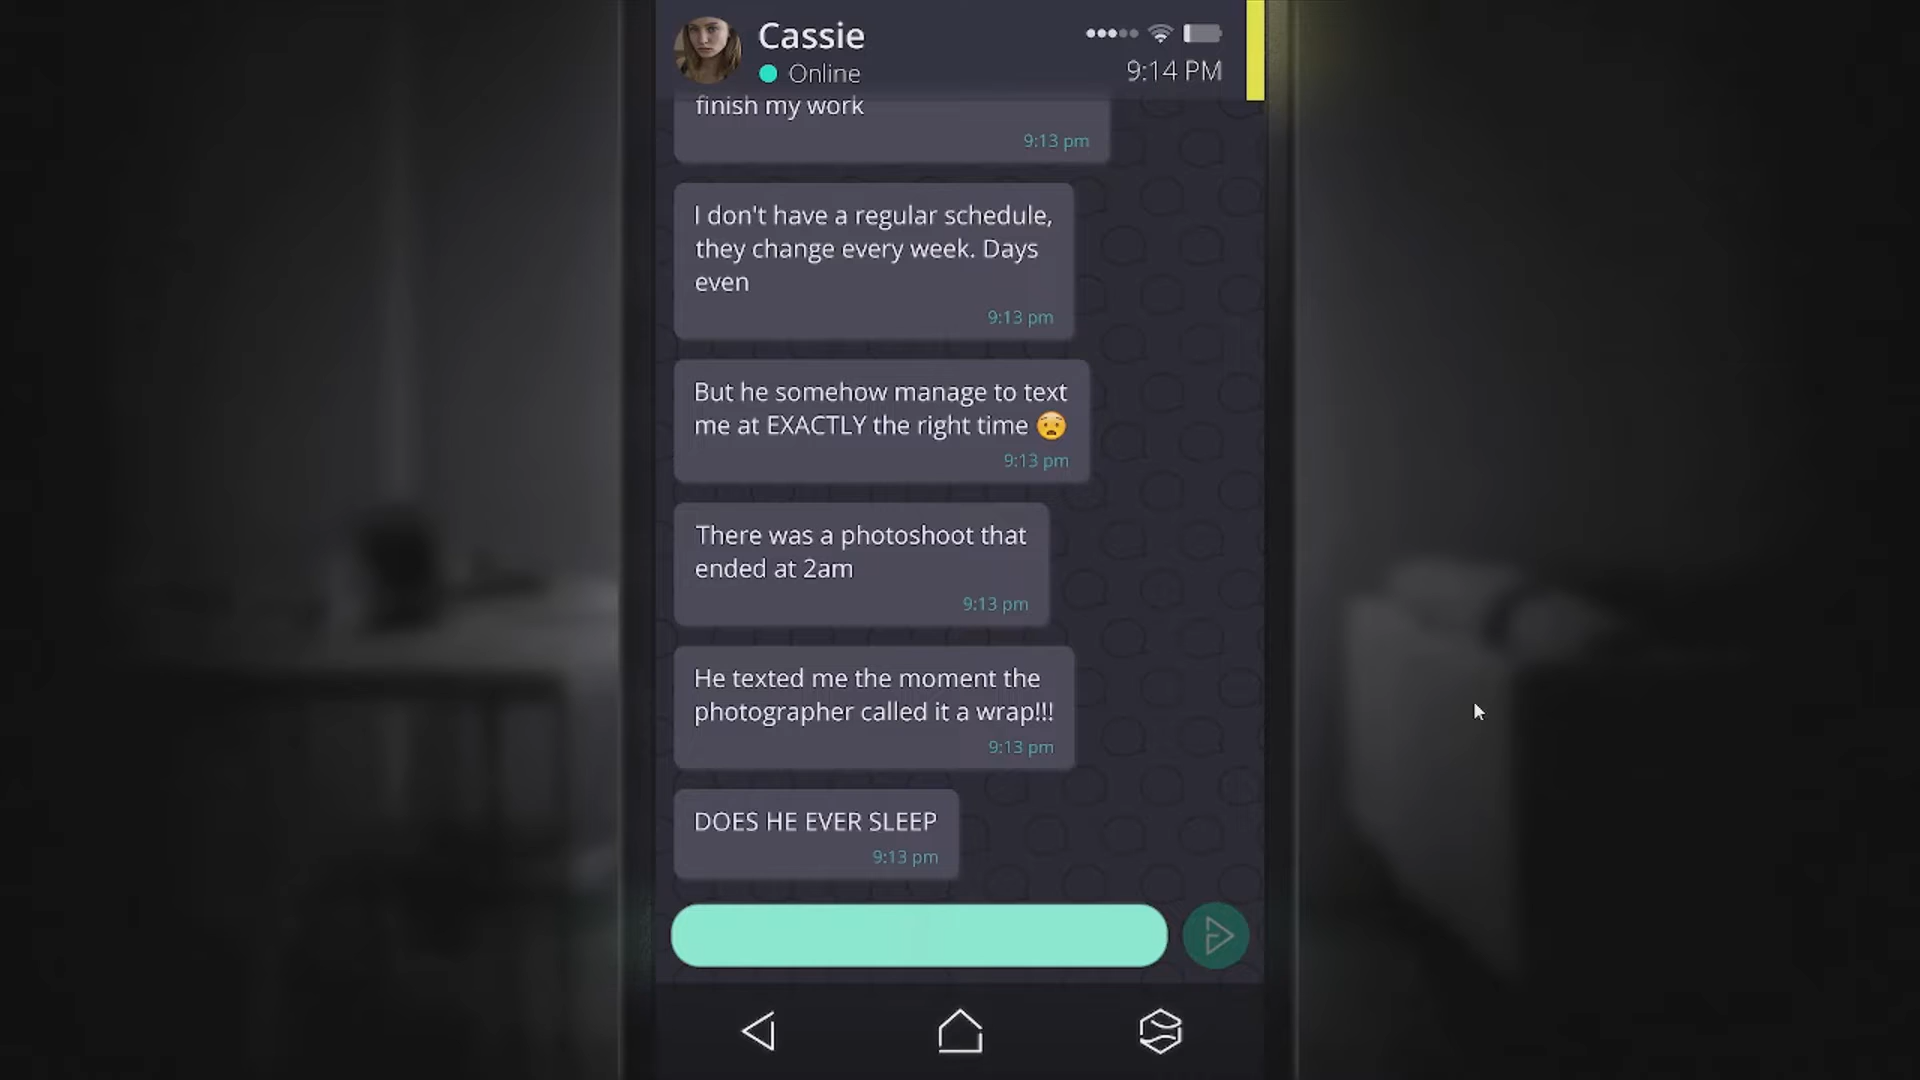 Cassie
Online
9:14 PM
finish my work
9:13 pm
I don't have a regular schedule,
they change every week. Days
even
9:13 pm
But he somehow manage to text
me at EXACTLY the right time 😧
9:13 pm
There was a photoshoot that
ended at 2am
9:13 pm
He texted me the moment the
photographer called it a wrap!!!
9:13 pm
DOES HE EVER SLEEP
9:13 pm